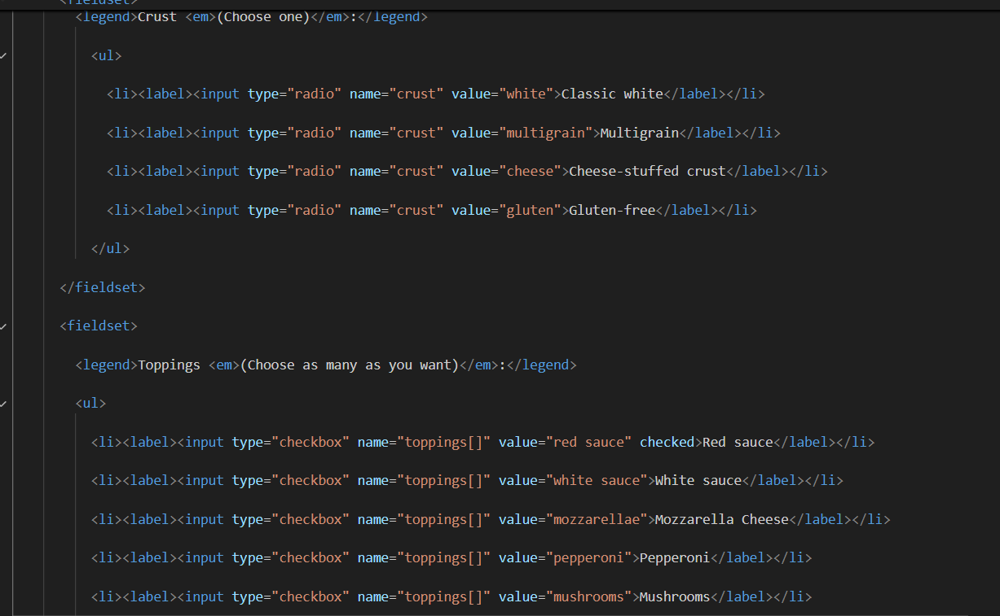 <fieldset>
<legend>Crust <em>(Choose one)</em>:</legend>
<ul>
<li><label><input type="radio" name="crust" value="white">Classic white</label></li>
<li><label><input type="radio" name="crust" value="multigrain">Multigrain</label></li>
<li><label><input type="radio" name="crust" value="cheese">Cheese-stuffed crust</label></li>
<li><label><input type="radio" name="crust" value="gluten">Gluten-free</label></li>
</ul>
</fieldset>
<fieldset>
<legend>Toppings <em>(Choose as many as you want)</em>:</legend>
<ul>
<li><label><input type="checkbox" name="toppings[]" value="red sauce" checked>Red sauce</label></li>
<li><label><input type="checkbox" name="toppings[]" value="white sauce">White sauce</label></li>
<li><label><input type="checkbox" name="toppings[]" value="mozzarellae">Mozzarella Cheese</label></li>
<li><label><input type="checkbox" name="toppings[]" value="pepperoni">Pepperoni</label></li>
<li><label><input type="checkbox" name="toppings[]" value="mushrooms">Mushrooms</label></li>